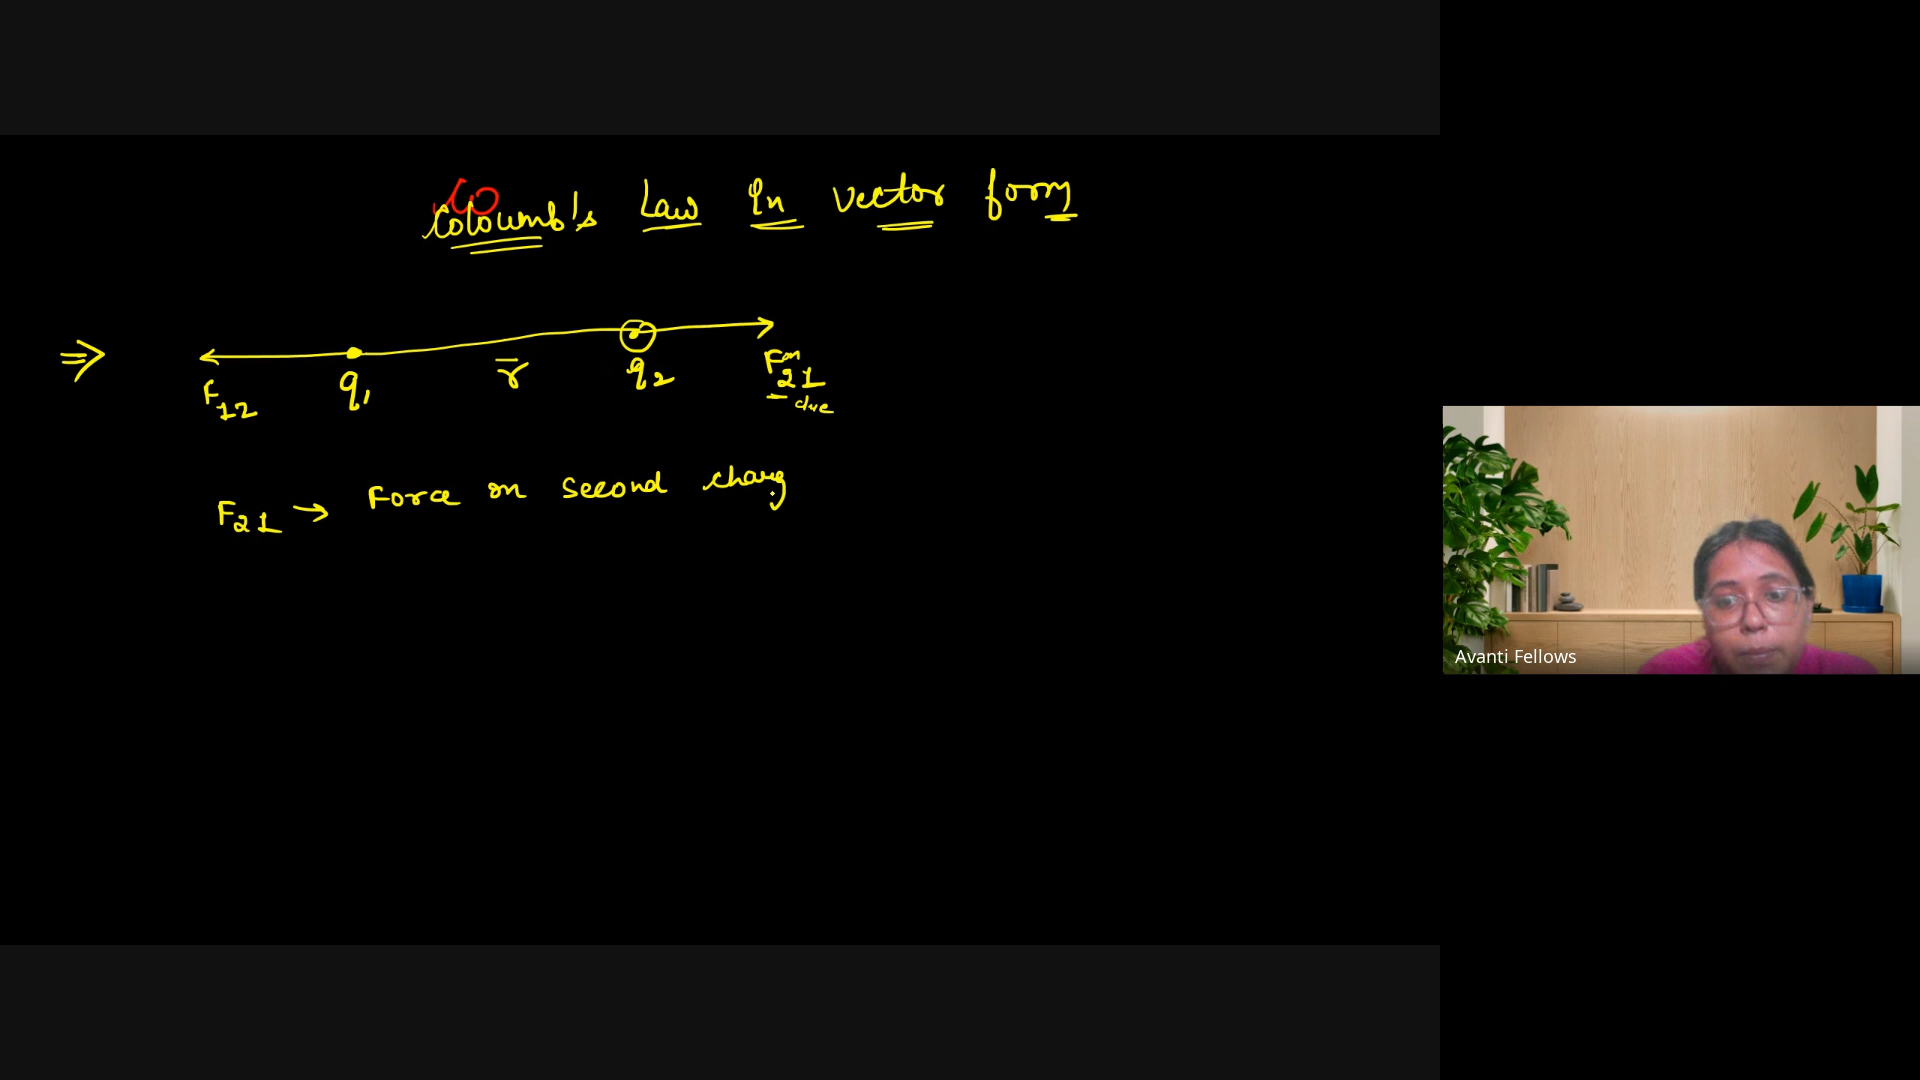 Coloumb's Law In vector form
⇒
F12 q1 r̄ q2 F21 on due
F21 → Force on second charg
Avanti Fellows